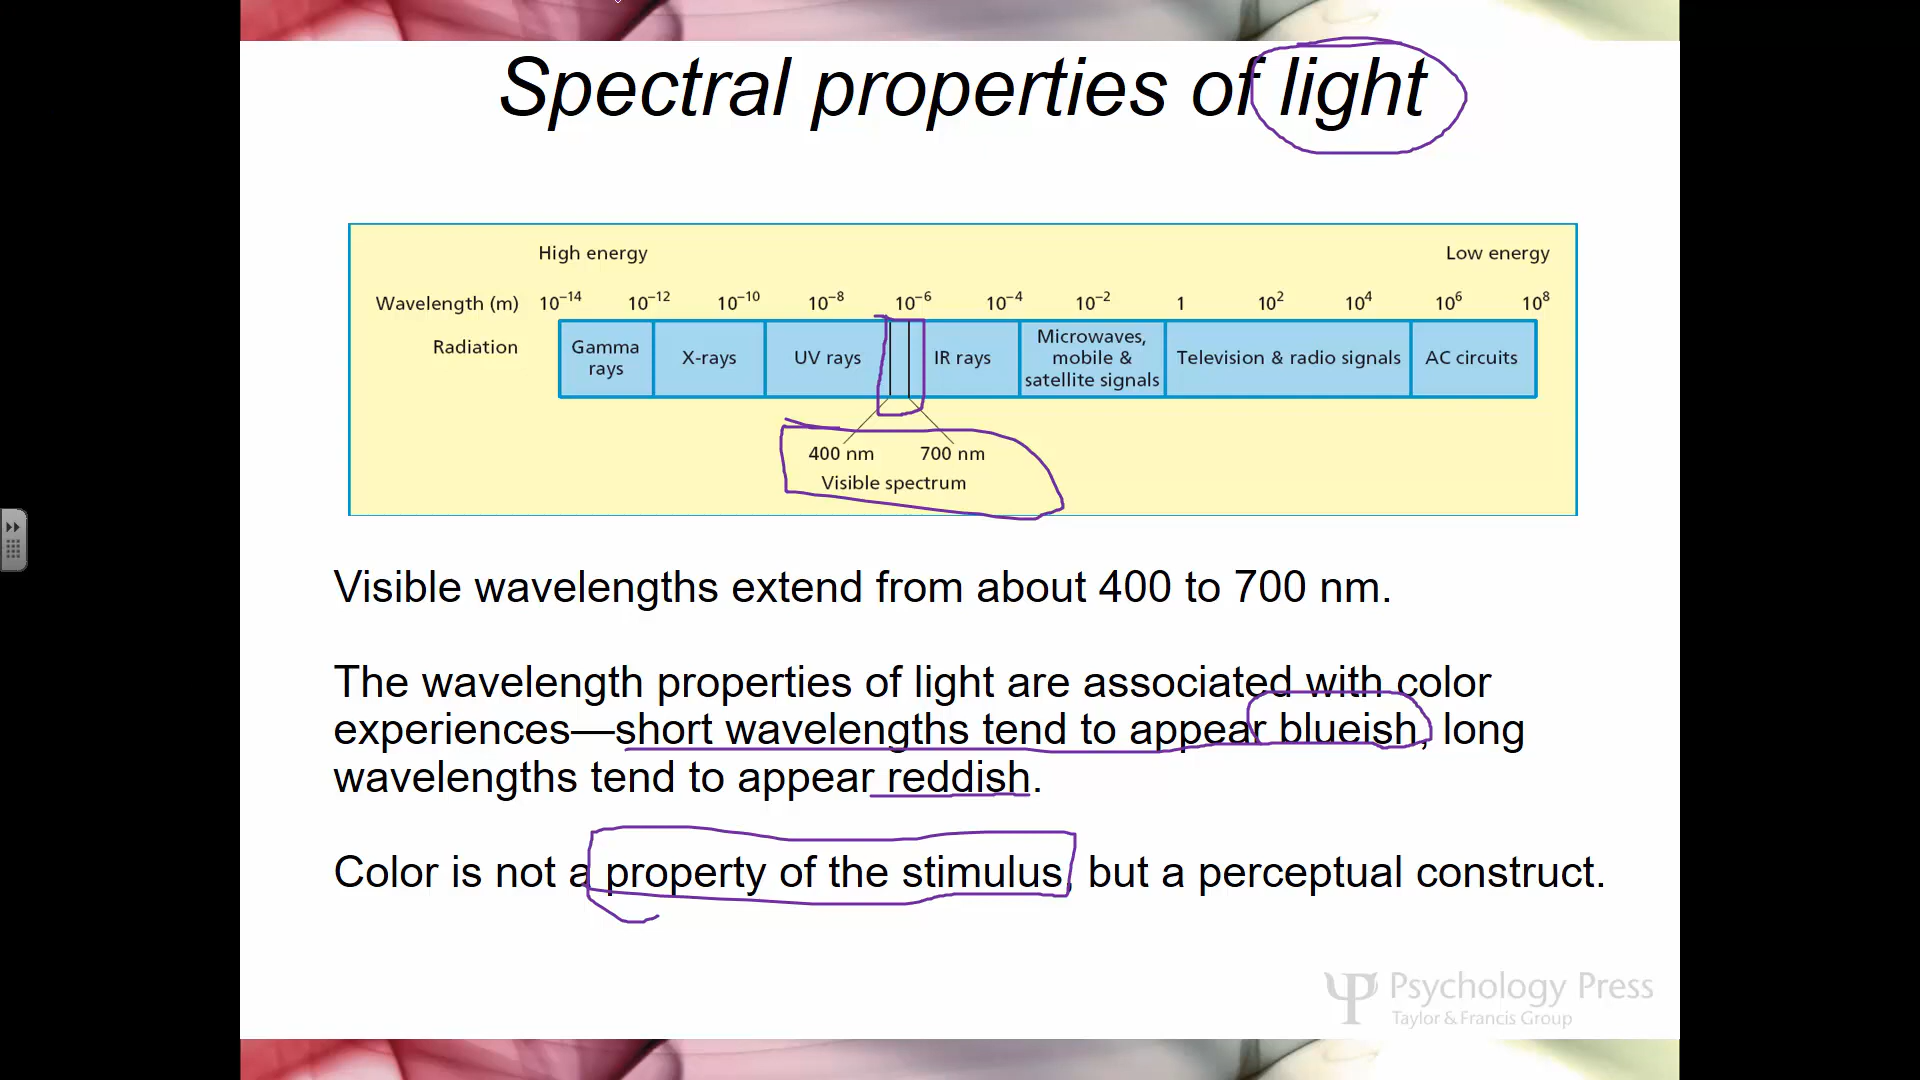 Spectral properties of light
High energy Low energy
Wavelength (m) 10⁻¹⁴ 10⁻¹² 10⁻¹⁰ 10⁻⁸ 10⁻⁶ 10⁻⁴ 10⁻² 1 10² 10⁴ 10⁶ 10⁸
Radiation
Gamma
rays
X-rays
UV rays
IR rays
Microwaves,
mobile &
satellite signals
Television & radio signals
AC circuits
400 nm 700 nm
Visible spectrum
Visible wavelengths extend from about 400 to 700 nm.
The wavelength properties of light are associated with color
experiences—short wavelengths tend to appear blueish, long
wavelengths tend to appear reddish.
Color is not a property of the stimulus, but a perceptual construct.
Psychology Press
Taylor & Francis Group